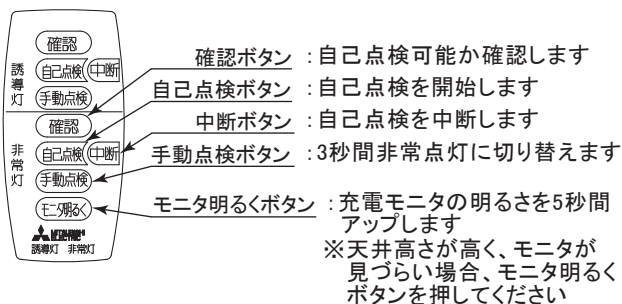 確認
誘導灯
自己点検 中断
手動点検
確認
非常灯
自己点検 中断
手動点検
モニタ明るく
誘導灯 非常灯
確認ボタン :自己点検可能か確認します
自己点検ボタン :自己点検を開始します
中断ボタン :自己点検を中断します
手動点検ボタン :3秒間非常点灯に切り替えます
モニタ明るくボタン :充電モニタの明るさを5秒間
アップします
※天井高さが高く、モニタが
見づらい場合、モニタ明るく
ボタンを押してください